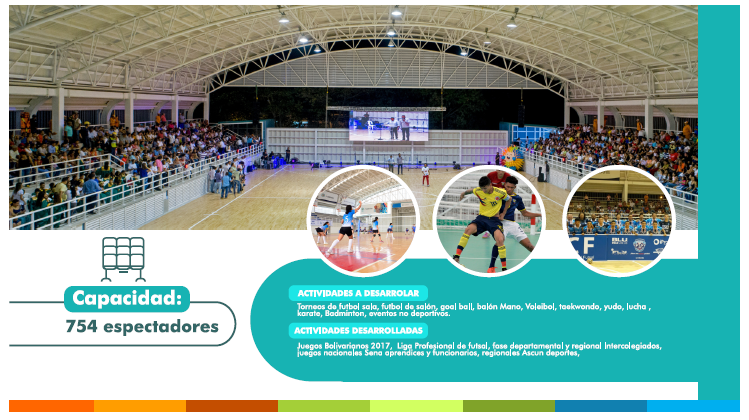 Capacidad:
754 espectadores
F
BLU
ACTIVIDADES A DESARROLAR
Torneos de futbol sala, futbol de salón, goal ball, balón Mano, Voleibol, taekwondo, yudo, lucha ,
karate, Badminton, eventos no deportivos.
ACTIVIDADES DESARROLLADAS
Juegos Bolivarianos 2017, Liga Profesional de futsal, fase departamental y regional intercolegiados,
juegos nacionales Sena aprendices y funcionarios, regionales Ascun deportes,